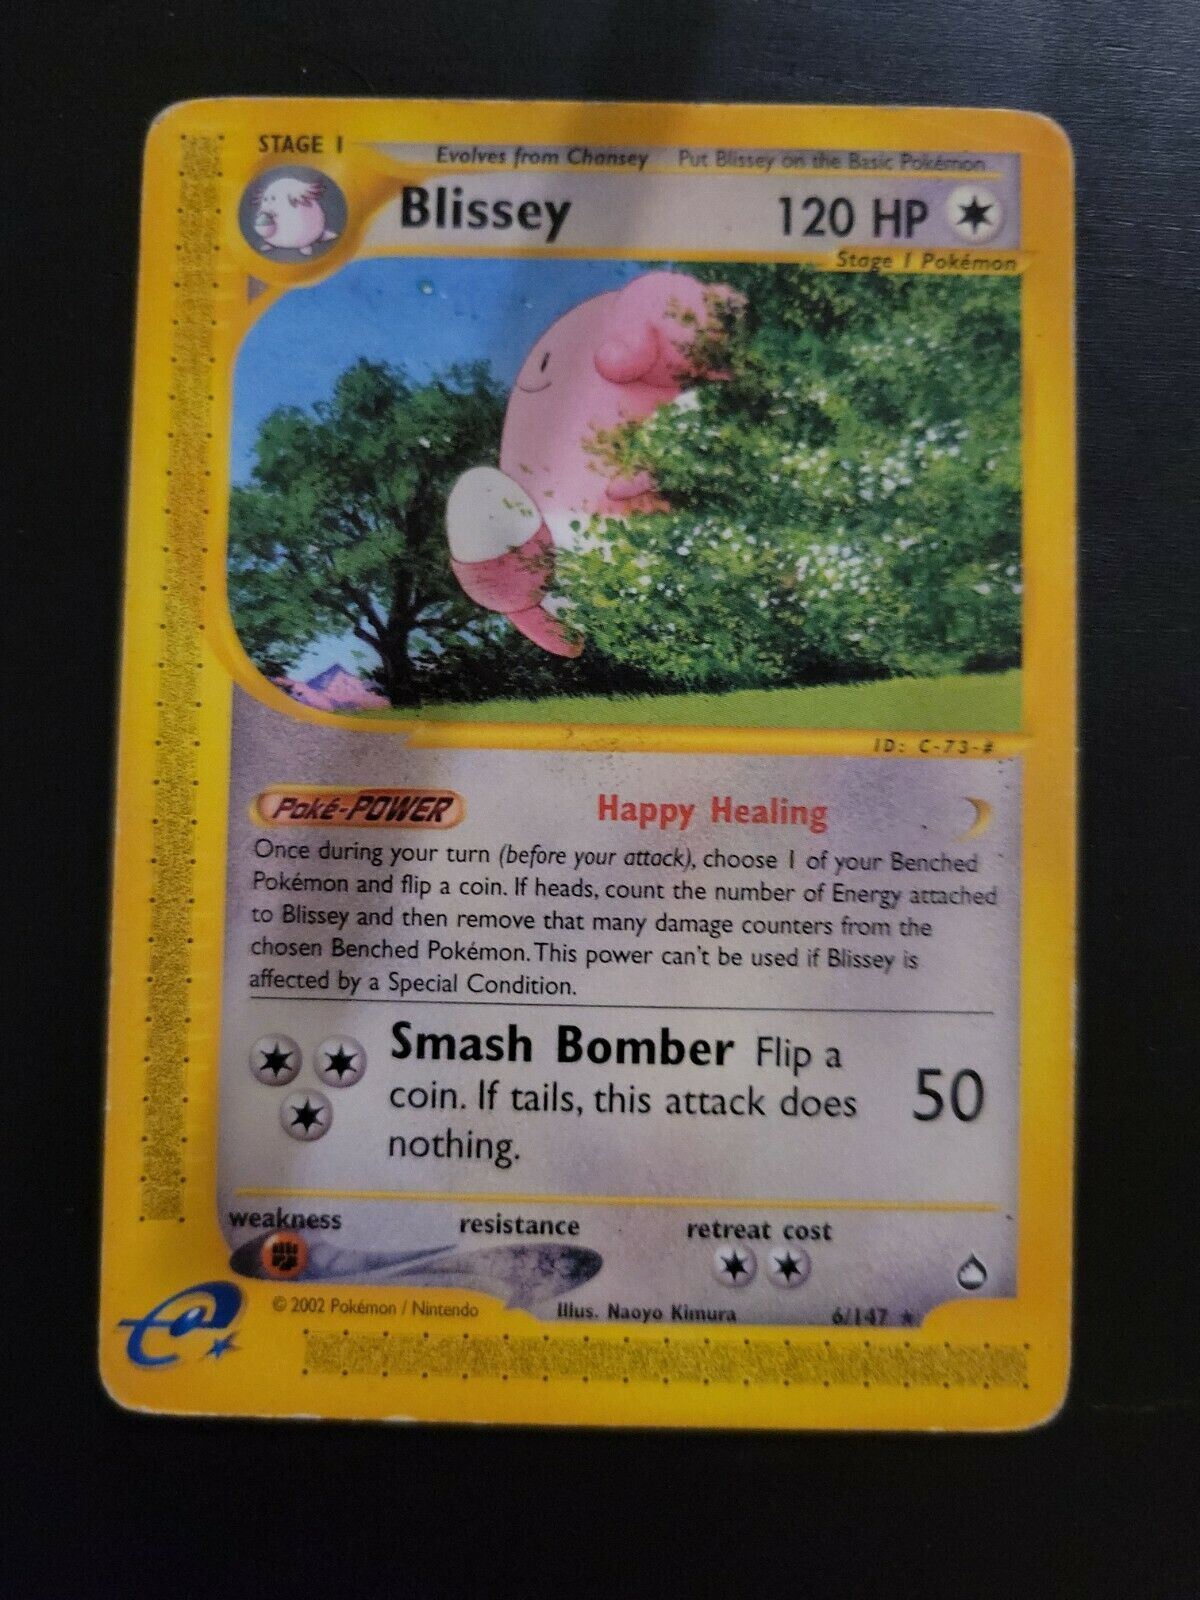 STAGE 1
Evolves from Chansey Put Blissey on the Basic Pokémon
Blissey 120 HP
Stage 1 Pokémon
ID: C-73-#
Poké-POWER Happy Healing
Once during your turn (before your attack), choose 1 of your Benched
Pokémon and flip a coin. If heads, count the number of Energy attached
to Blissey and then remove that many damage counters from the
chosen Benched Pokémon. This power can't be used if Blissey is
affected by a Special Condition.
Smash Bomber Flip a
coin. If tails, this attack does 50
nothing.
weakness resistance retreat cost
© 2002 Pokémon / Nintendo Illus. Naoyo Kimura 6/147 ★
e